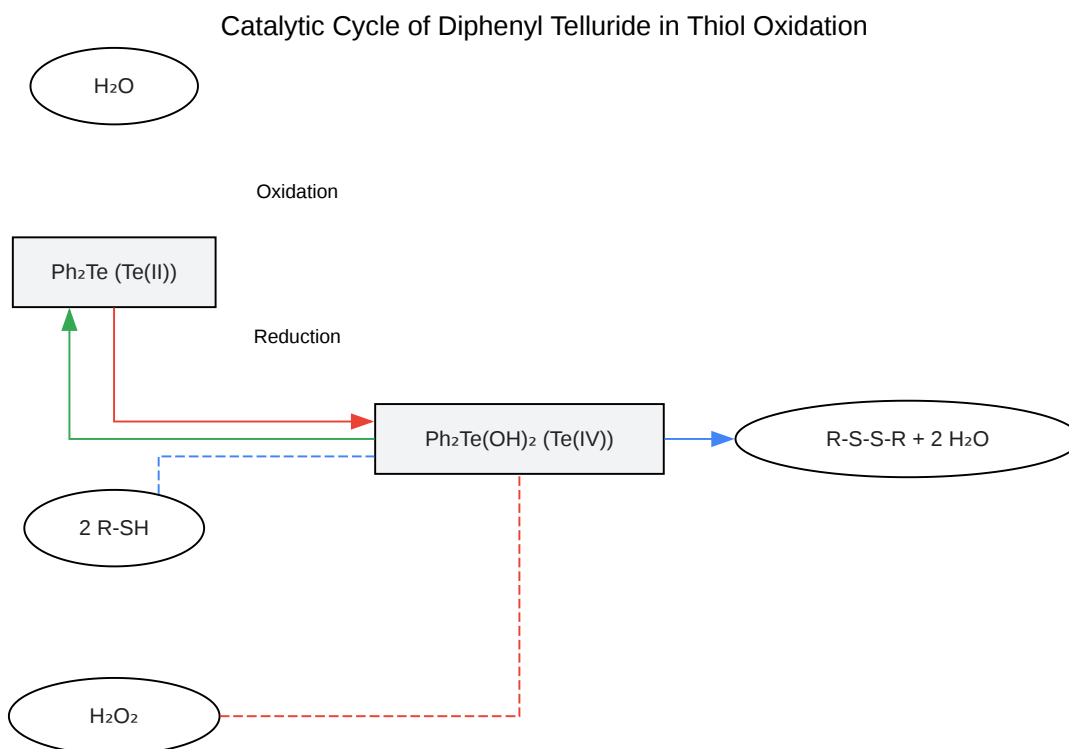 Catalytic Cycle of Diphenyl Telluride in Thiol Oxidation
H₂O
Oxidation
Ph₂Te (Te(II))
Reduction
Ph₂Te(OH)₂ (Te(IV))
R-S-S-R + 2 H₂O
2 R-SH
H₂O₂